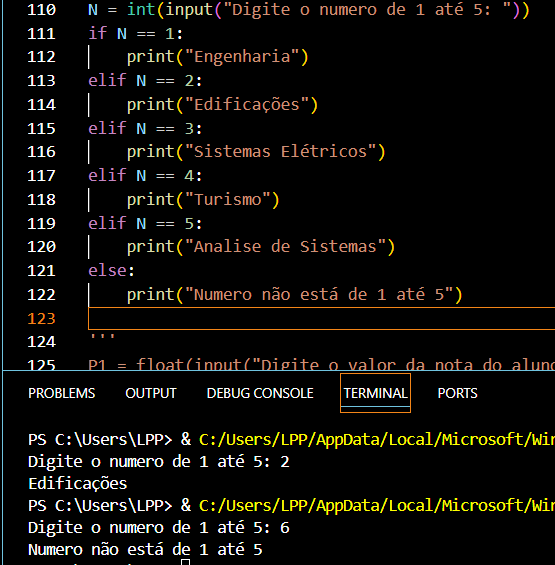 110 N = int(input("Digite o numero de 1 até 5: "))
111 if N == 1:
112 print("Engenharia")
113 elif N == 2:
114 print("Edificações")
115 elif N == 3:
116 print("Sistemas Elétricos")
117 elif N == 4:
118 print("Turismo")
119 elif N == 5:
120 print("Analise de Sistemas")
121 else:
122 print("Numero não está de 1 até 5")
123
124 '''
125 P1 = float(input("Digite o valor da nota do
PROBLEMS OUTPUT DEBUG CONSOLE TERMINAL PORTS
PS C:\Users\LPP> & C:/Users/LPP/AppData/Local/Microsoft/
Digite o numero de 1 até 5: 2
Edificações
PS C:\Users\LPP> & C:/Users/LPP/AppData/Local/Microsoft/
Digite o numero de 1 até 5: 6
Numero não está de 1 até 5